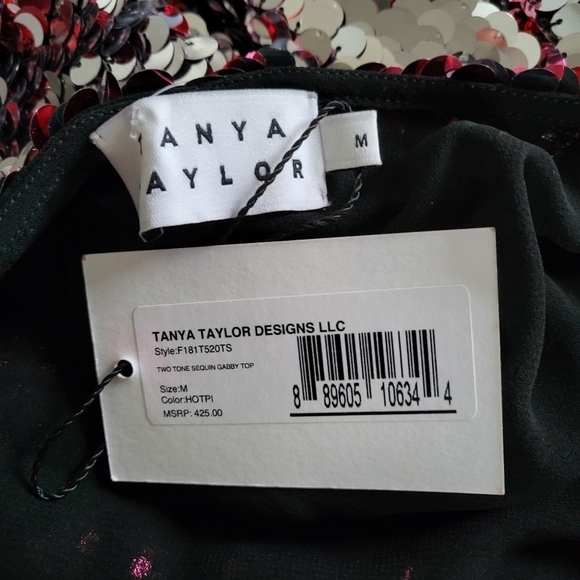 TANYA
TAYLOR
M
TANYA TAYLOR DESIGNS LLC
Style:F181T520TS
TWO TONE SEQUIN GABBY TOP
Size:M
Color:HOTPI
MSRP: 425.00
8 89605 10634 4